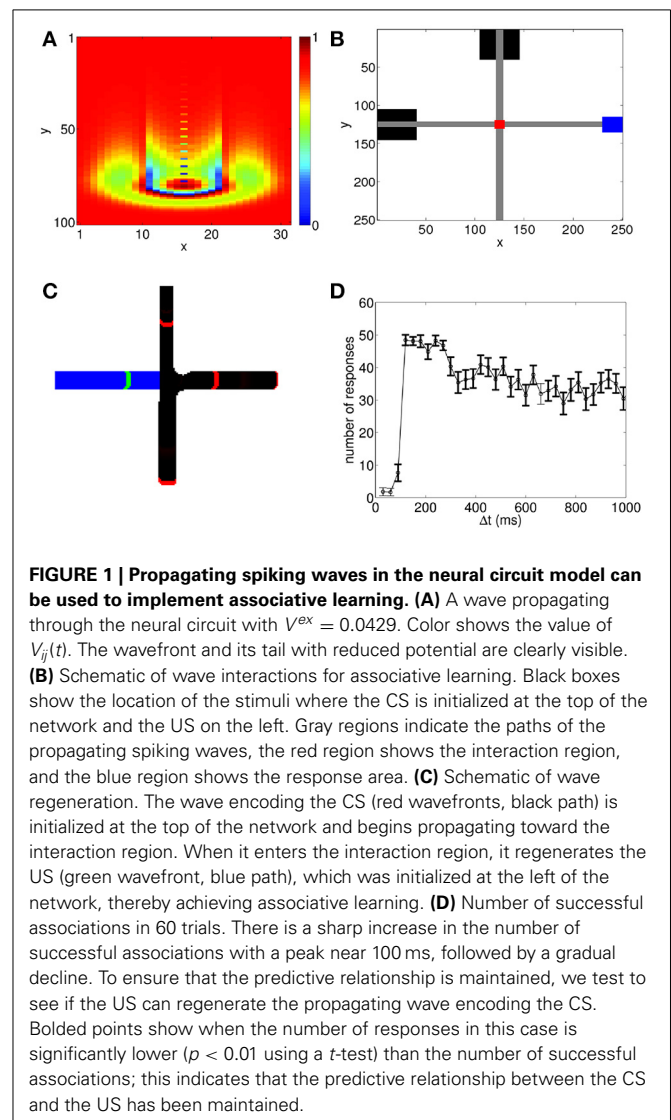 A
1
y
50
100
1
10
20
30
x
1
0
B
50
100
y
150
200
250
50
100
150
200
250
x
C
D
60
50
40
30
20
10
0
number of responses
0
200
400
600
800
1000
Δt (ms)
FIGURE 1 | Propagating spiking waves in the neural circuit model can
be used to implement associative learning. (A) A wave propagating
through the neural circuit with V^ex = 0.0429. Color shows the value of
V_ij(t). The wavefront and its tail with reduced potential are clearly visible.
(B) Schematic of wave interactions for associative learning. Black boxes
show the location of the stimuli where the CS is initialized at the top of the
network and the US on the left. Gray regions indicate the paths of the
propagating spiking waves, the red region shows the interaction region,
and the blue region shows the response area. (C) Schematic of wave
regeneration. The wave encoding the CS (red wavefronts, black path) is
initialized at the top of the network and begins propagating toward the
interaction region. When it enters the interaction region, it regenerates the
US (green wavefront, blue path), which was initialized at the left of the
network, thereby achieving associative learning. (D) Number of successful
associations in 60 trials. There is a sharp increase in the number of
successful associations with a peak near 100 ms, followed by a gradual
decline. To ensure that the predictive relationship is maintained, we test to
see if the US can regenerate the propagating wave encoding the CS.
Bolded points show when the number of responses in this case is
significantly lower (p < 0.01 using a t-test) than the number of successful
associations; this indicates that the predictive relationship between the CS
and the US has been maintained.